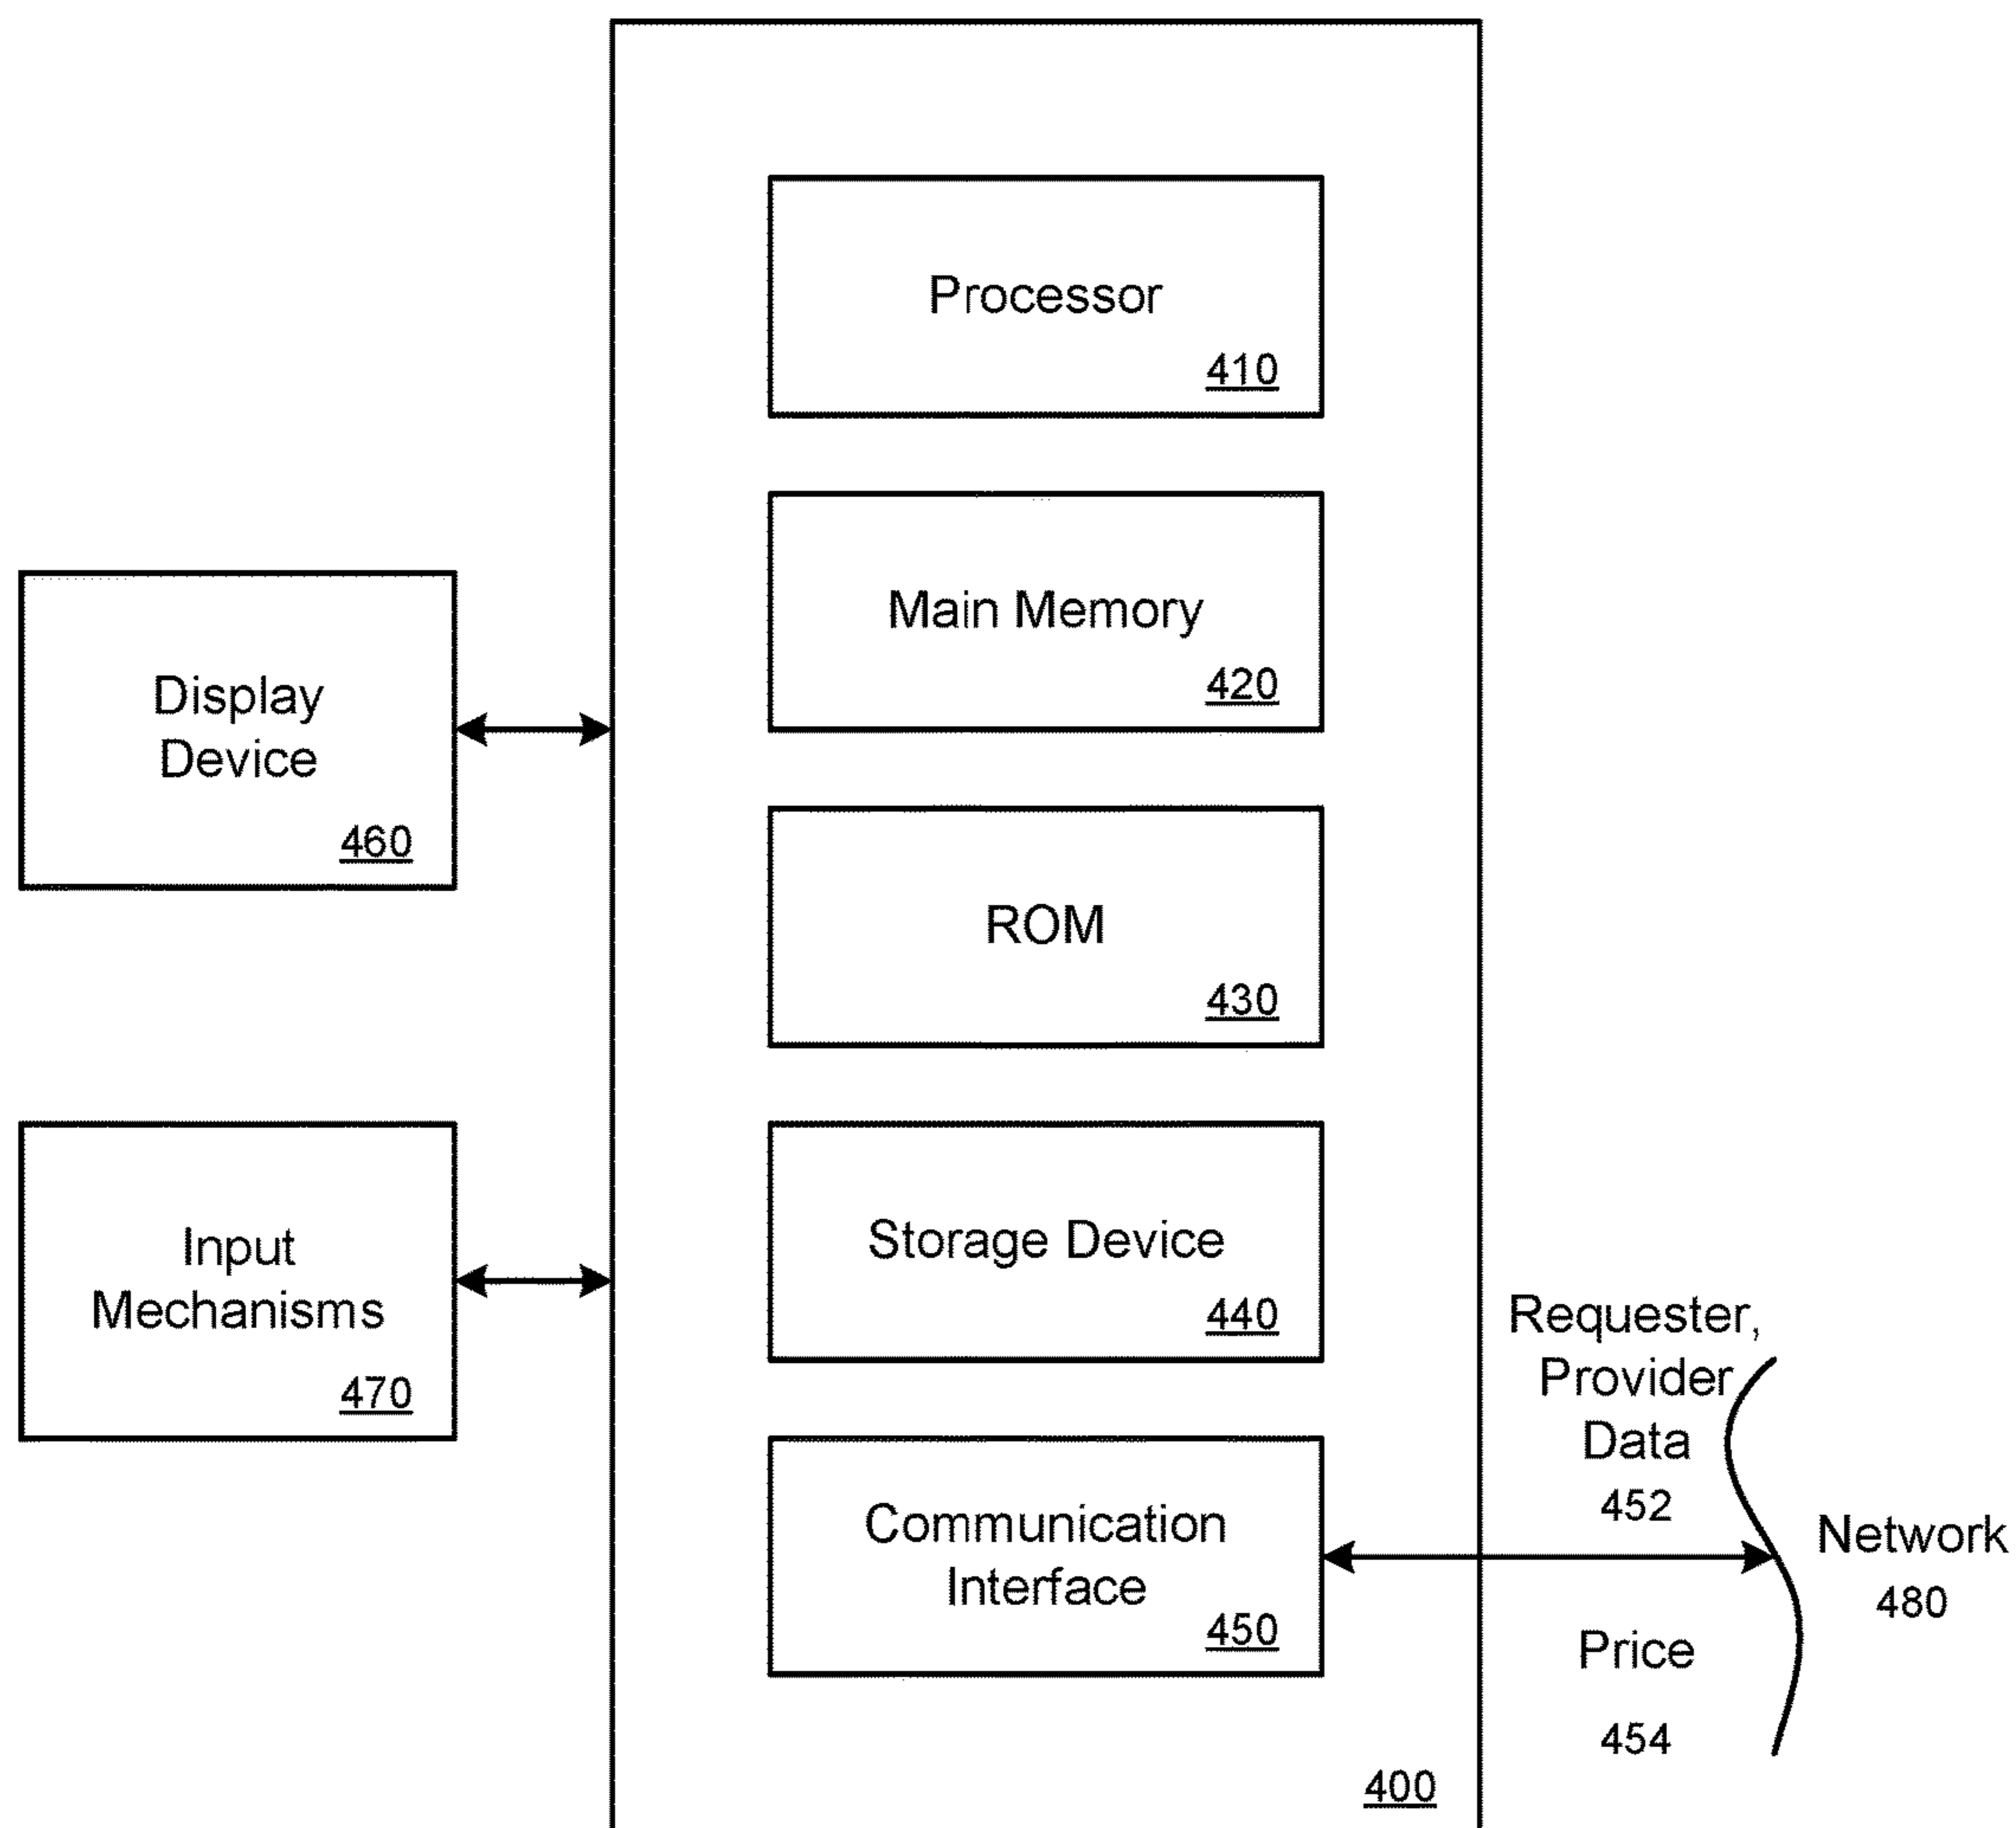 Processor
410
Main Memory
420
Display
Device
460
ROM
430
Storage Device
440
Input
Mechanisms
470
Requester,
Provider
Data
452
Communication
Interface
450
Network
480
Price
454
400